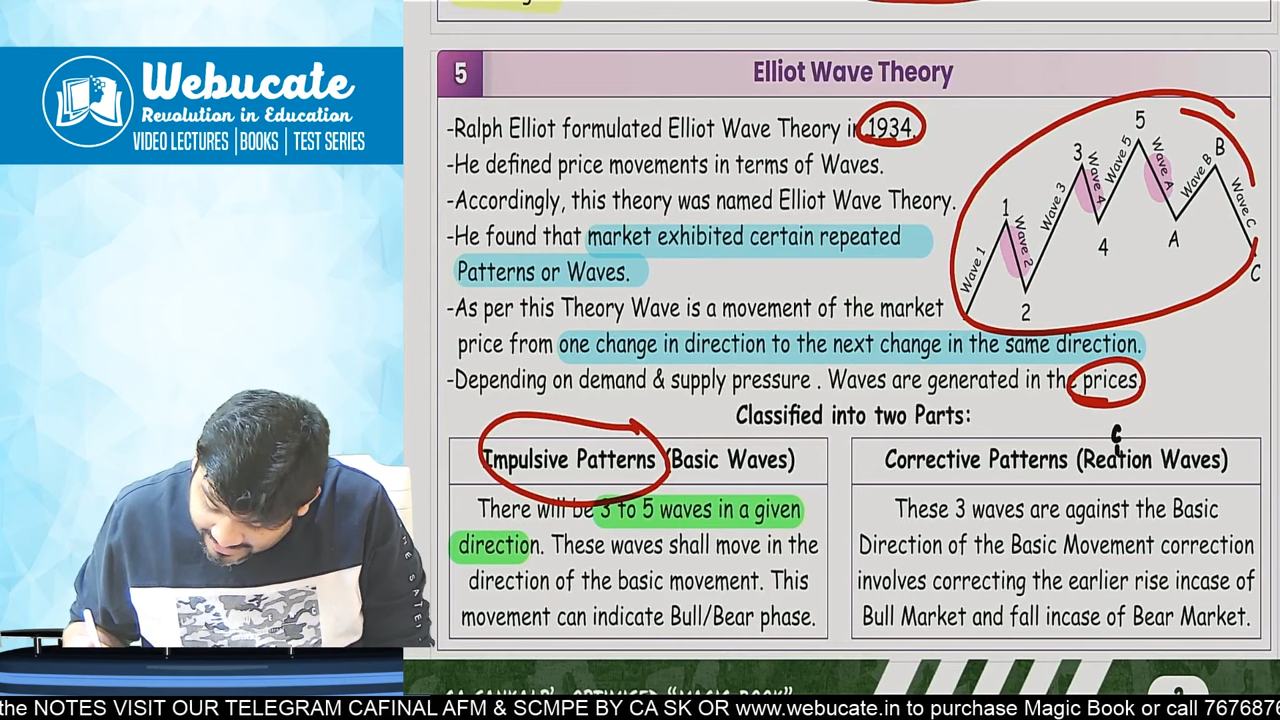 Webucate
Revolution in Education
VIDEO LECTURES | BOOKS | TEST SERIES
5
Elliot Wave Theory
-Ralph Elliot formulated Elliot Wave Theory in 1934.
-He defined price movements in terms of Waves.
-Accordingly, this theory was named Elliot Wave Theory.
-He found that market exhibited certain repeated
Patterns or Waves.
-As per this Theory Wave is a movement of the market
price from one change in direction to the next change in the same direction.
-Depending on demand & supply pressure . Waves are generated in the prices
Wave 1
1
Wave 2
2
Wave 3
3
Wave 4
4
Wave 5
5
Wave A
A
Wave B
B
Wave C
C
Classified into two Parts:
Impulsive Patterns (Basic Waves)
There will be 3 to 5 waves in a given
direction. These waves shall move in the
direction of the basic movement. This
movement can indicate Bull/Bear phase.
c
Corrective Patterns (Reation Waves)
These 3 waves are against the Basic
Direction of the Basic Movement correction
involves correcting the earlier rise incase of
Bull Market and fall incase of Bear Market.
the NOTES VISIT OUR TELEGRAM CAFINAL AFM & SCMPE BY CA SK OR www.webucate.in to purchase Magic Book or call 7676876